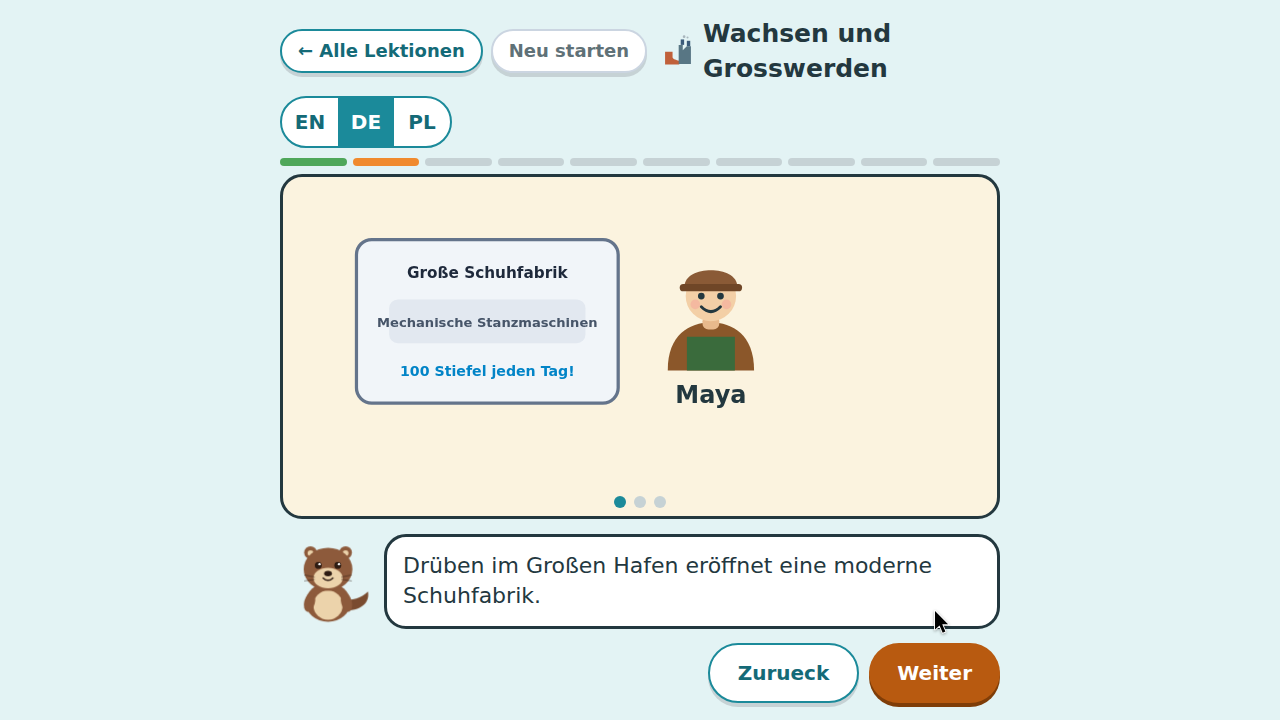 ← Alle Lektionen
Neu starten
Wachsen und
Grosswerden
EN DE PL
Große Schuhfabrik
Mechanische Stanzmaschinen
100 Stiefel jeden Tag!
Maya
Drüben im Großen Hafen eröffnet eine moderne
Schuhfabrik.
Zurueck
Weiter